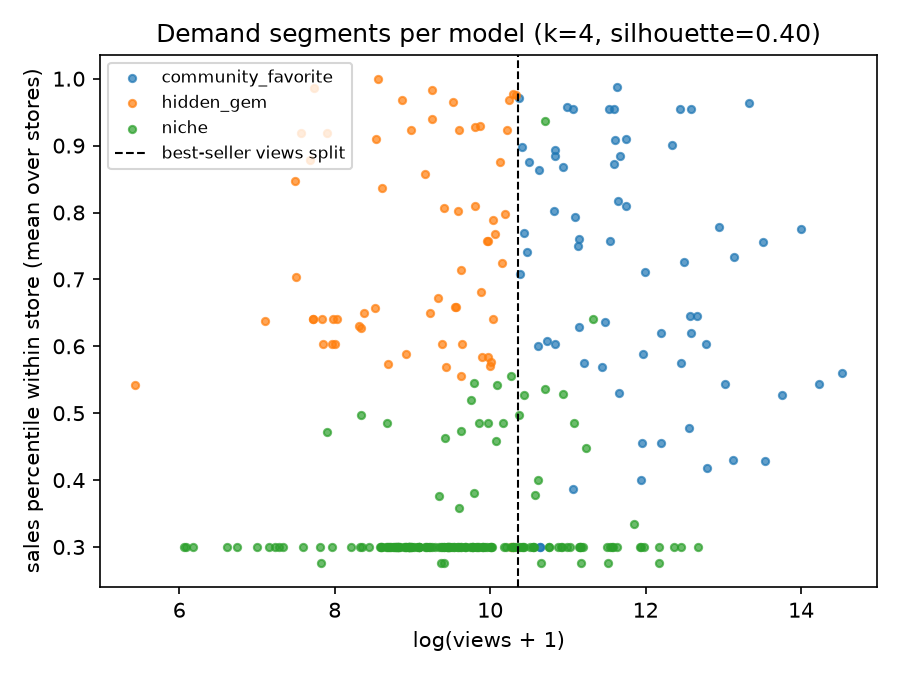 Demand segments per model (k=4, silhouette=0.40)
community_favorite
hidden_gem
niche
best-seller views split
sales percentile within store (mean over stores)
1.0
0.9
0.8
0.7
0.6
0.5
0.4
0.3
6 8 10 12 14
log(views + 1)